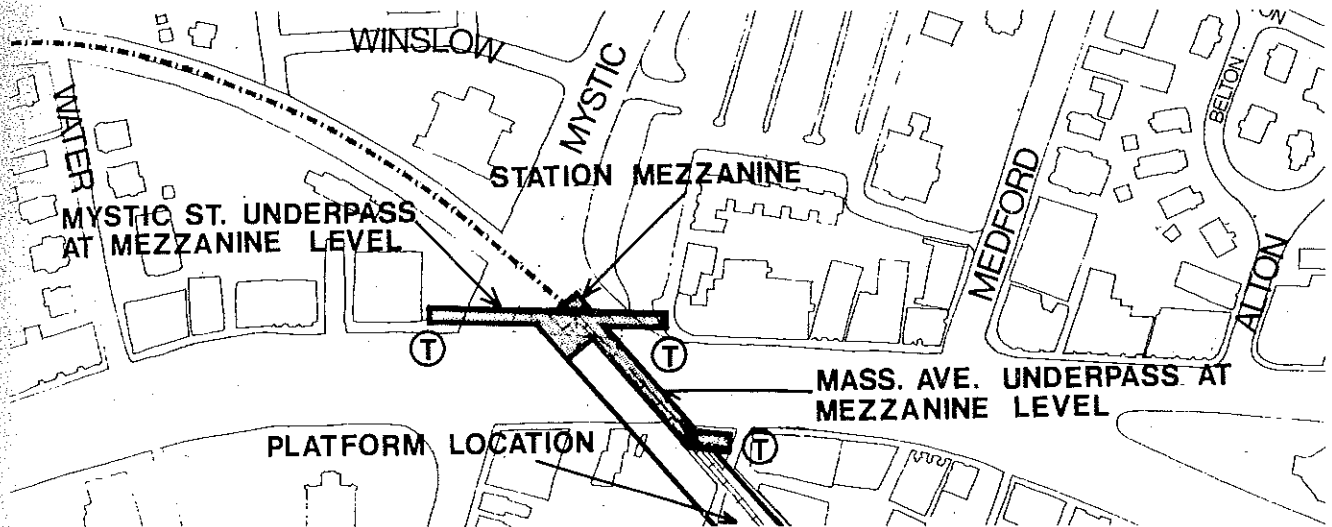 WINSLOW
MYSTIC
WATER
BELTON
ON
STATION MEZZANINE
MYSTIC ST. UNDERPASS
AT MEZZANINE LEVEL
MEDFORD
ALTON
T
T
MASS. AVE. UNDERPASS AT
MEZZANINE LEVEL
PLATFORM LOCATION
T